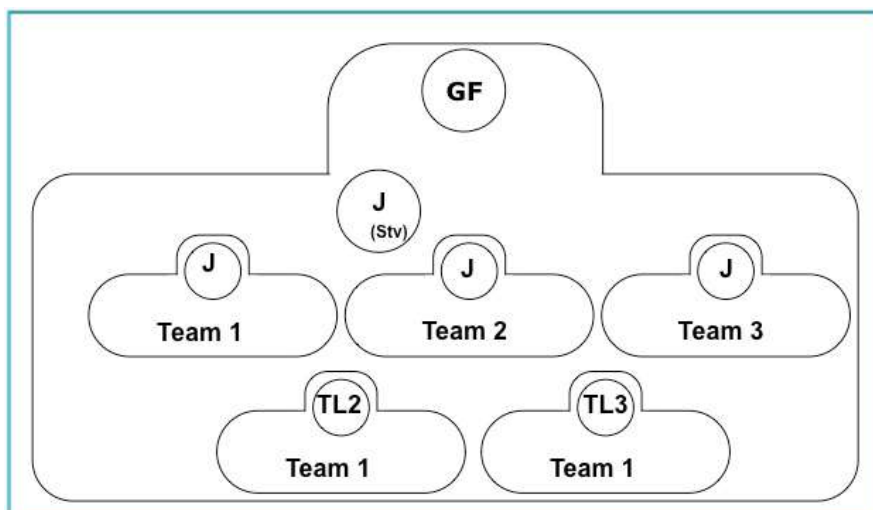 GF
J
(Stv)
J
J
J
Team 1
Team 2
Team 3
TL2
TL3
Team 1
Team 1